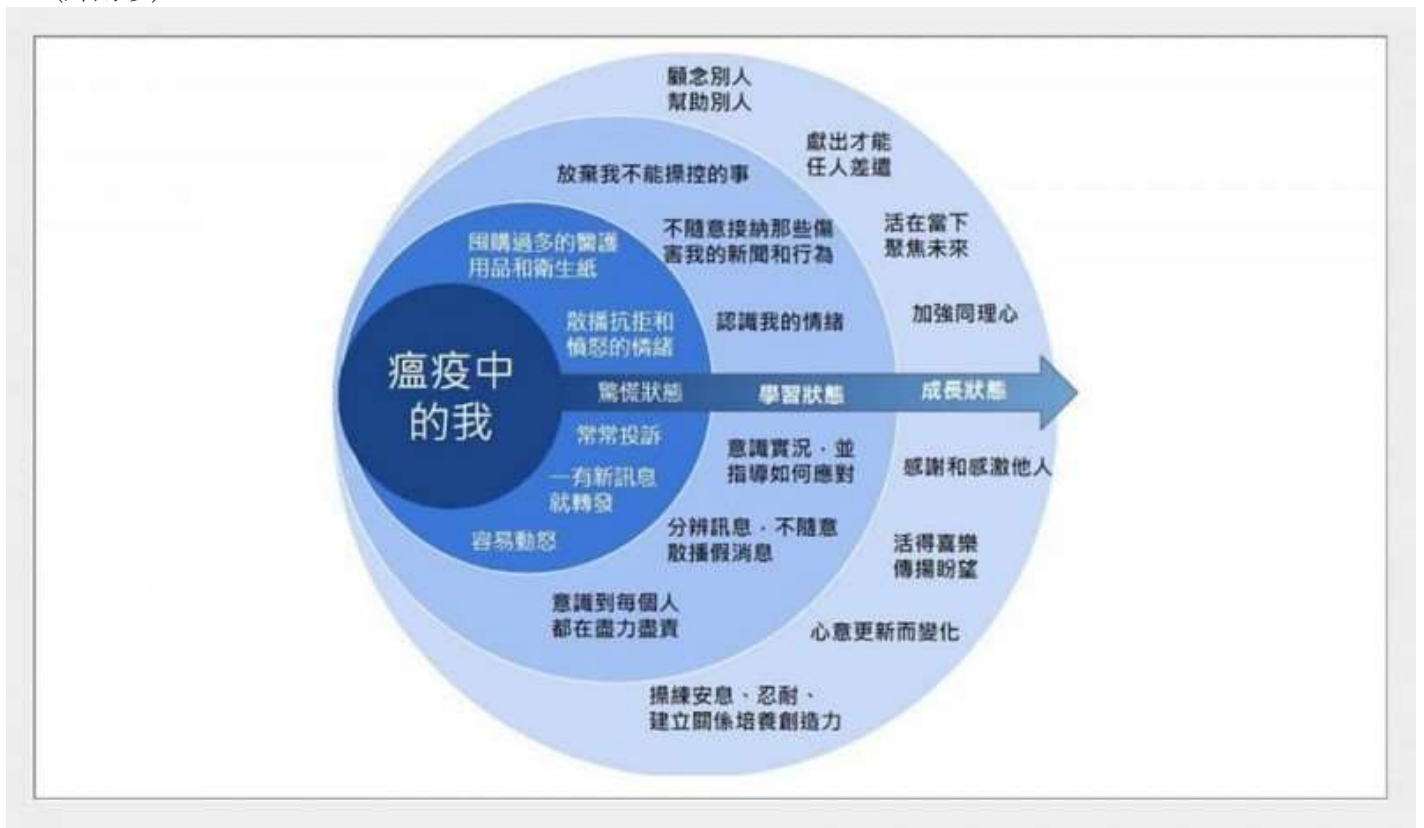 顧念別人
幫助別人
獻出才能
任人差遣
放棄我不能操控的事
活在當下
聚焦未來
不隨意接納那些傷
害我的新聞和行為
囤購過多的醫護
用品和衛生紙
加強同理心
認識我的情緒
散播抗拒和
憤怒的情緒
瘟疫中
的我
驚慌狀態
學習狀態
成長狀態
常常投訴
意識實況，並
指導如何應對
感謝和感激他人
一有新訊息
就轉發
分辨訊息，不隨意
散播假消息
容易動怒
活得喜樂
傳揚盼望
意識到每個人
都在盡力盡責
心意更新而變化
操練安息、忍耐、
建立關係培養創造力